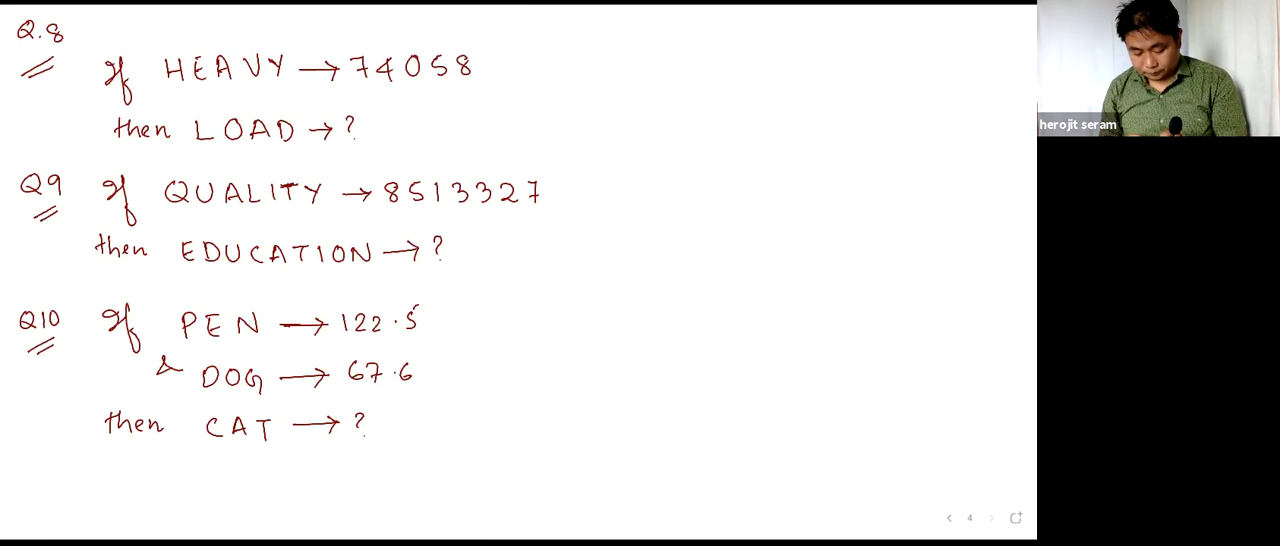 Q.8
If HEAVY → 74058
then LOAD → ?
Q9 If QUALITY → 8513327
then EDUCATION → ?
Q10 If PEN → 122.5
& DOG → 67.6
then CAT → ?
herojit seram
4